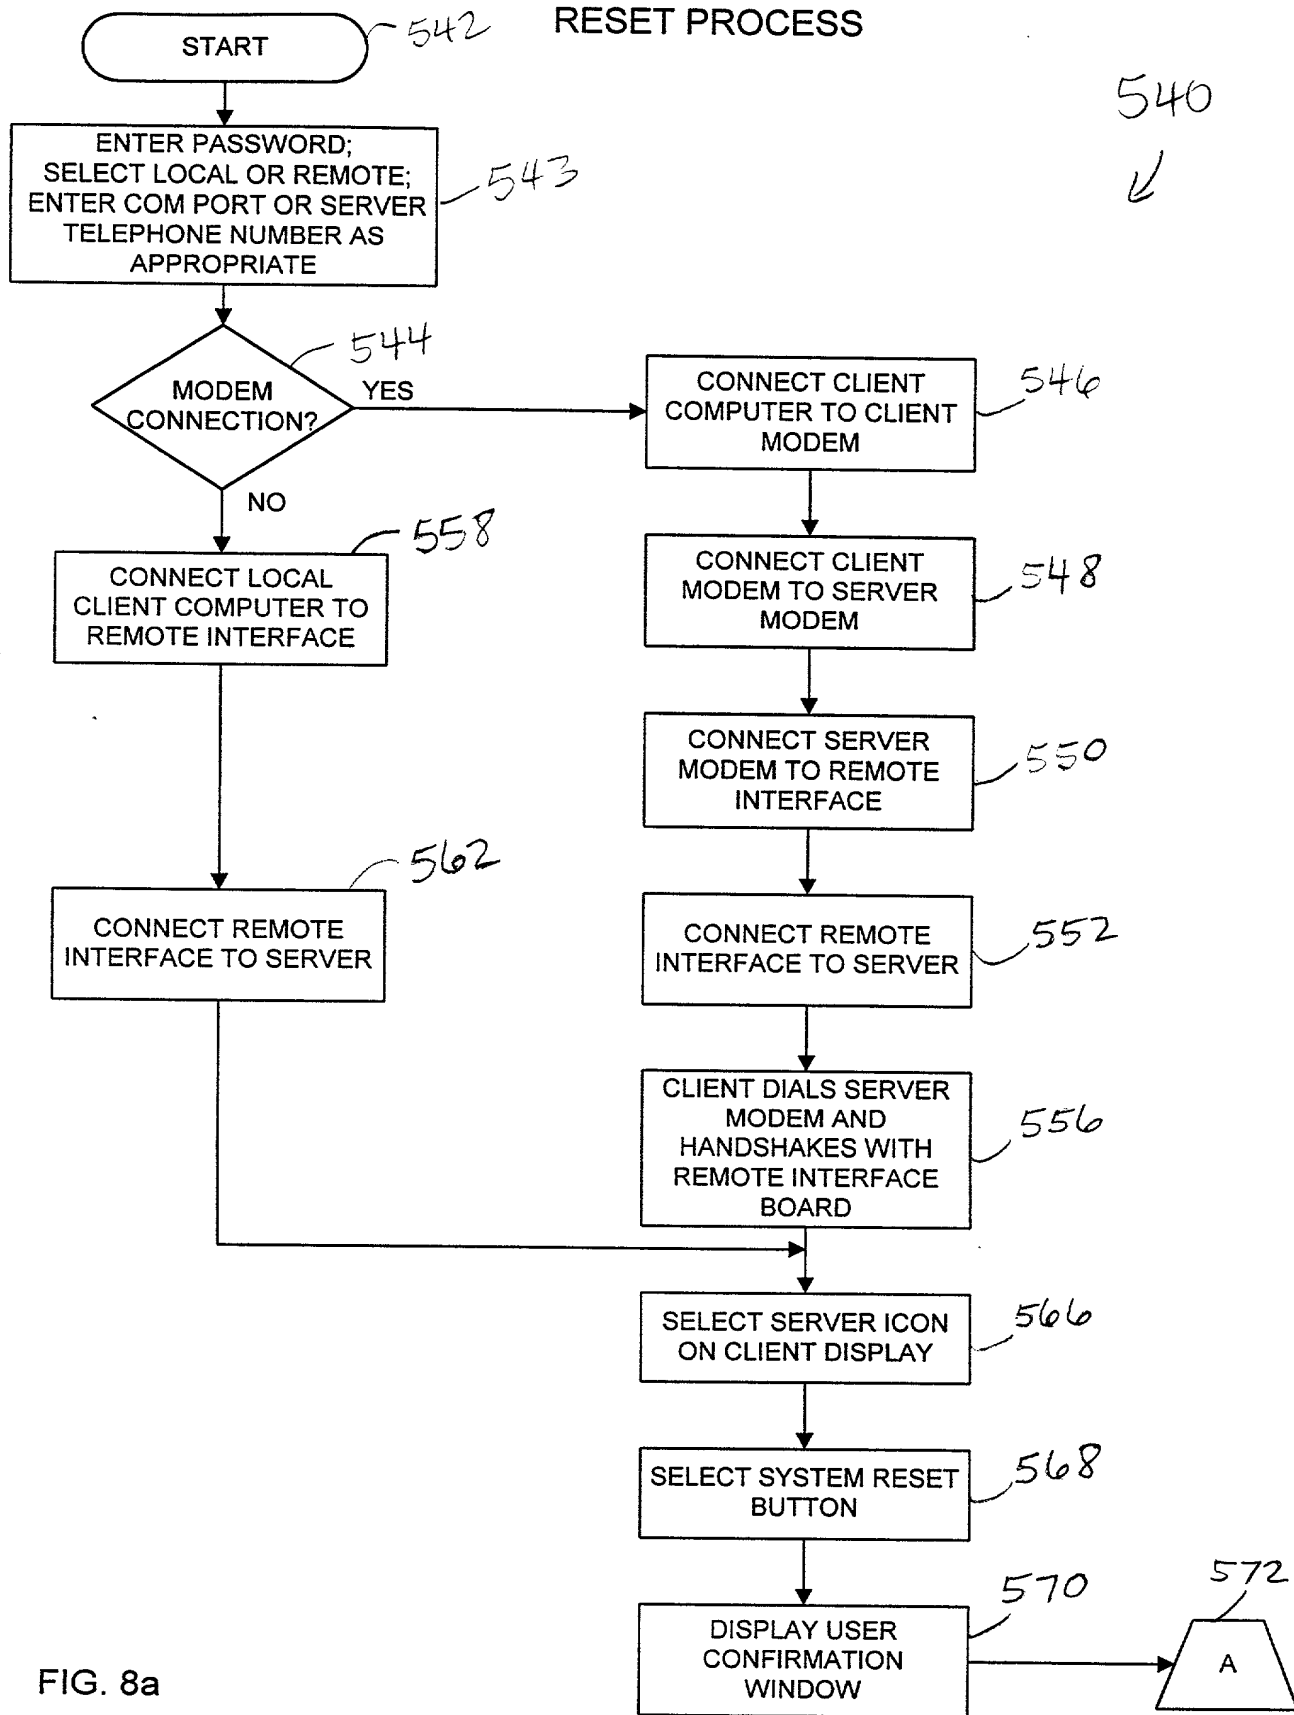 RESET PROCESS
START
542
540
ENTER PASSWORD;
SELECT LOCAL OR REMOTE;
ENTER COM PORT OR SERVER
TELEPHONE NUMBER AS
APPROPRIATE
543
544
MODEM
CONNECTION?
YES
NO
CONNECT CLIENT
COMPUTER TO CLIENT
MODEM
546
558
CONNECT LOCAL
CLIENT COMPUTER TO
REMOTE INTERFACE
CONNECT CLIENT
MODEM TO SERVER
MODEM
548
CONNECT SERVER
MODEM TO REMOTE
INTERFACE
550
562
CONNECT REMOTE
INTERFACE TO SERVER
CONNECT REMOTE
INTERFACE TO SERVER
552
CLIENT DIALS SERVER
MODEM AND
HANDSHAKES WITH
REMOTE INTERFACE
BOARD
556
SELECT SERVER ICON
ON CLIENT DISPLAY
566
SELECT SYSTEM RESET
BUTTON
568
DISPLAY USER
CONFIRMATION
WINDOW
570
572
A
FIG. 8a